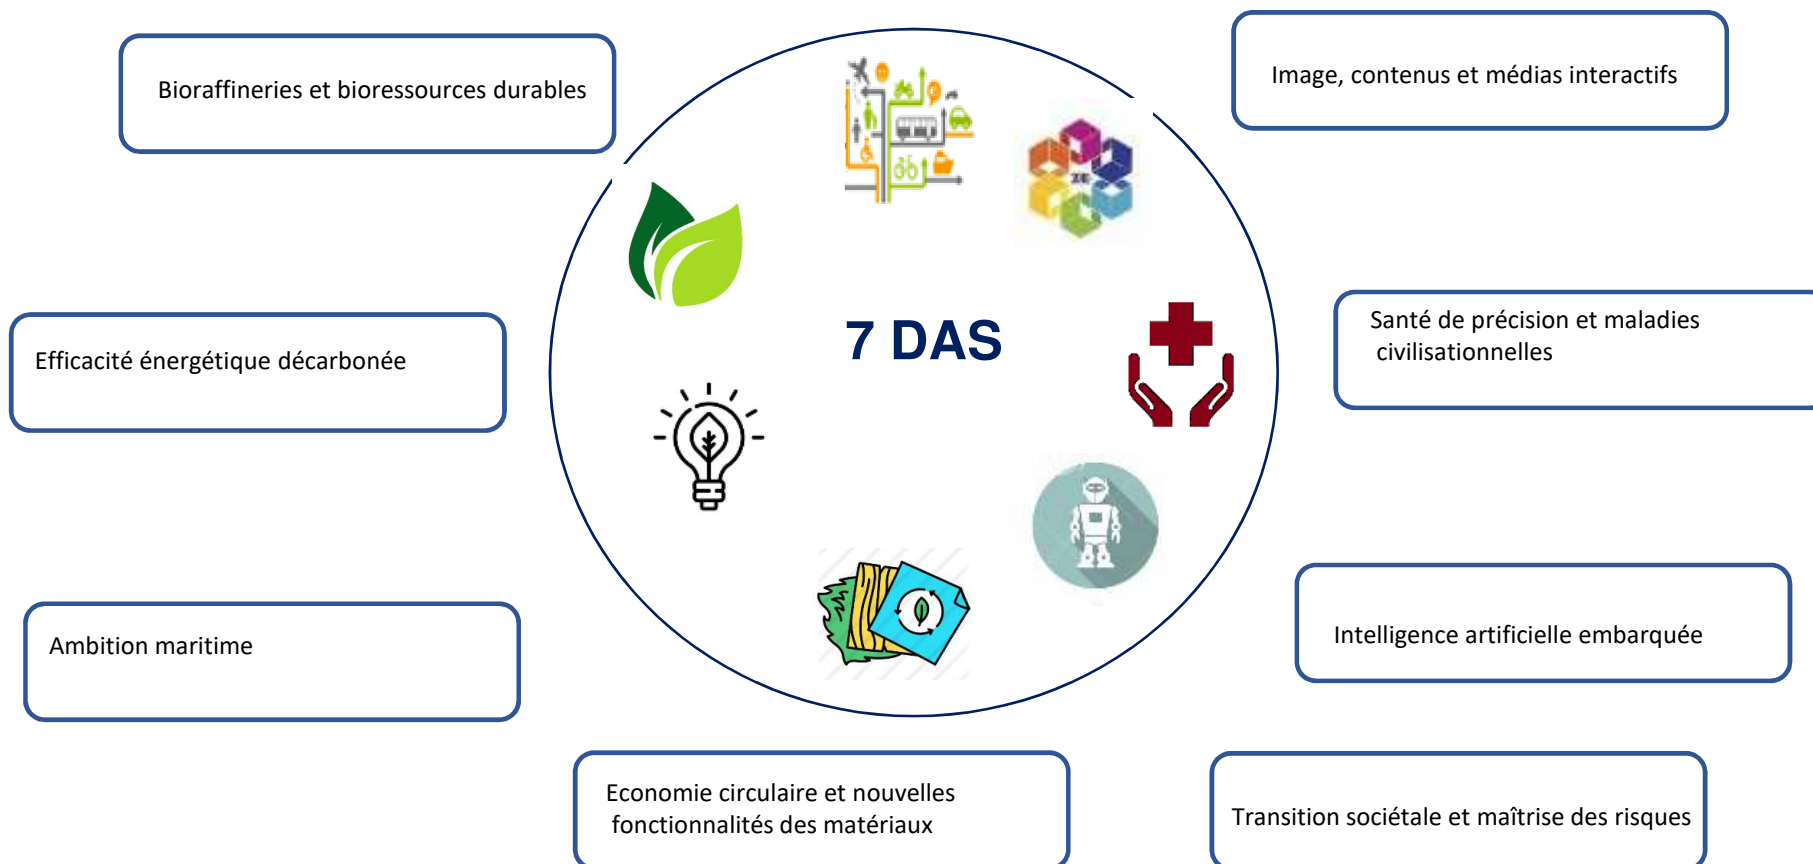 Bioraffineries et bioressources durables
Image, contenus et médias interactifs
7 DAS
Santé de précision et maladies
civilisationnelles
Efficacité énergétique décarbonée
Ambition maritime
Intelligence artificielle embarquée
Economie circulaire et nouvelles
fonctionnalités des matériaux
Transition sociétale et maîtrise des risques